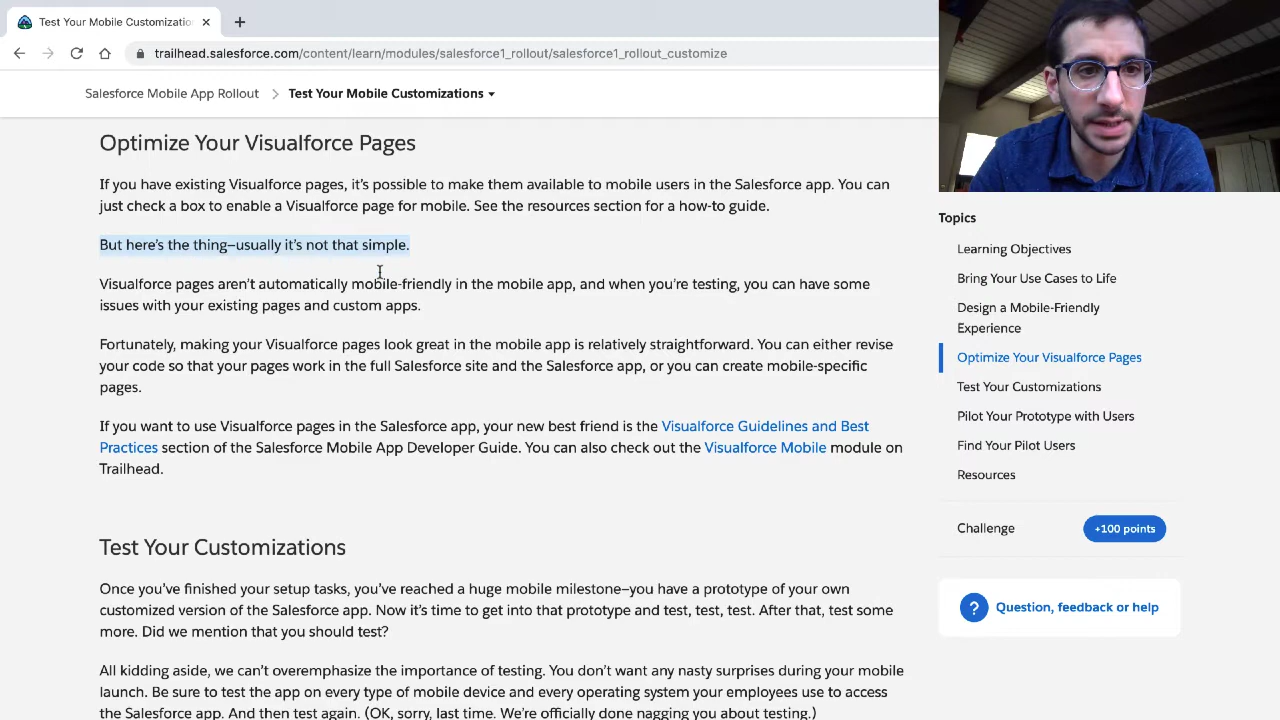 Test Your Mobile Customizatio
trailhead.salesforce.com/content/learn/modules/salesforce1_rollout/salesforce1_rollout_customize
Salesforce Mobile App Rollout > Test Your Mobile Customizations
Optimize Your Visualforce Pages
If you have existing Visualforce pages, it's possible to make them available to mobile users in the Salesforce app. You can
just check a box to enable a Visualforce page for mobile. See the resources section for a how-to guide.
But here's the thing—usually it's not that simple.
Visualforce pages aren't automatically mobile-friendly in the mobile app, and when you're testing, you can have some
issues with your existing pages and custom apps.
Fortunately, making your Visualforce pages look great in the mobile app is relatively straightforward. You can either revise
your code so that your pages work in the full Salesforce site and the Salesforce app, or you can create mobile-specific
pages.
If you want to use Visualforce pages in the Salesforce app, your new best friend is the Visualforce Guidelines and Best
Practices section of the Salesforce Mobile App Developer Guide. You can also check out the Visualforce Mobile module on
Trailhead.
Test Your Customizations
Once you've finished your setup tasks, you've reached a huge mobile milestone—you have a prototype of your own
customized version of the Salesforce app. Now it's time to get into that prototype and test, test, test. After that, test some
more. Did we mention that you should test?
All kidding aside, we can't overemphasize the importance of testing. You don't want any nasty surprises during your mobile
launch. Be sure to test the app on every type of mobile device and every operating system your employees use to access
the Salesforce app. And then test again. (OK, sorry, last time. We're officially done nagging you about testing.)
Topics
Learning Objectives
Bring Your Use Cases to Life
Design a Mobile-Friendly
Experience
Optimize Your Visualforce Pages
Test Your Customizations
Pilot Your Prototype with Users
Find Your Pilot Users
Resources
Challenge +100 points
? Question, feedback or help